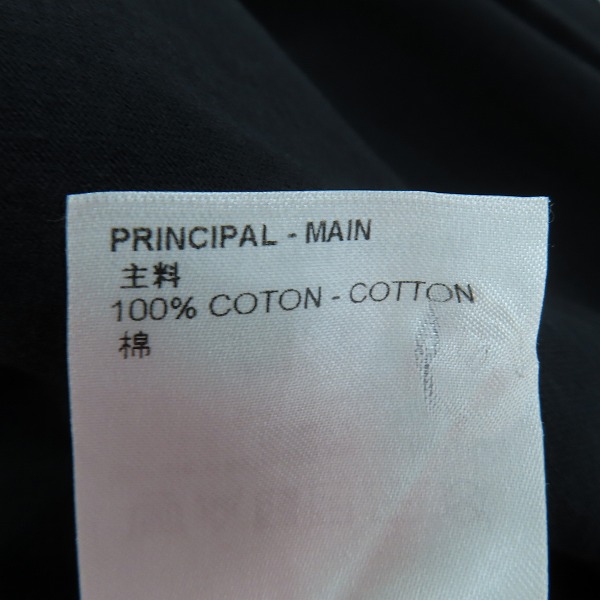 PRINCIPAL - MAIN
主料
100% COTON - COTTON
棉